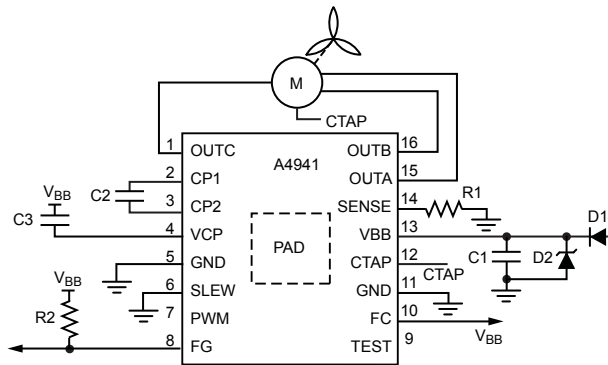 M
CTAP
1 OUTC A4941 OUTB 16
2 CP1 OUTA 15
C2
3 CP2 SENSE 14 R1
VBB
C3
4 VCP PAD VBB 13 D1
C1 D2
5 GND CTAP 12 CTAP
VBB
6 SLEW GND 11
R2
7 PWM FC 10 VBB
8 FG TEST 9